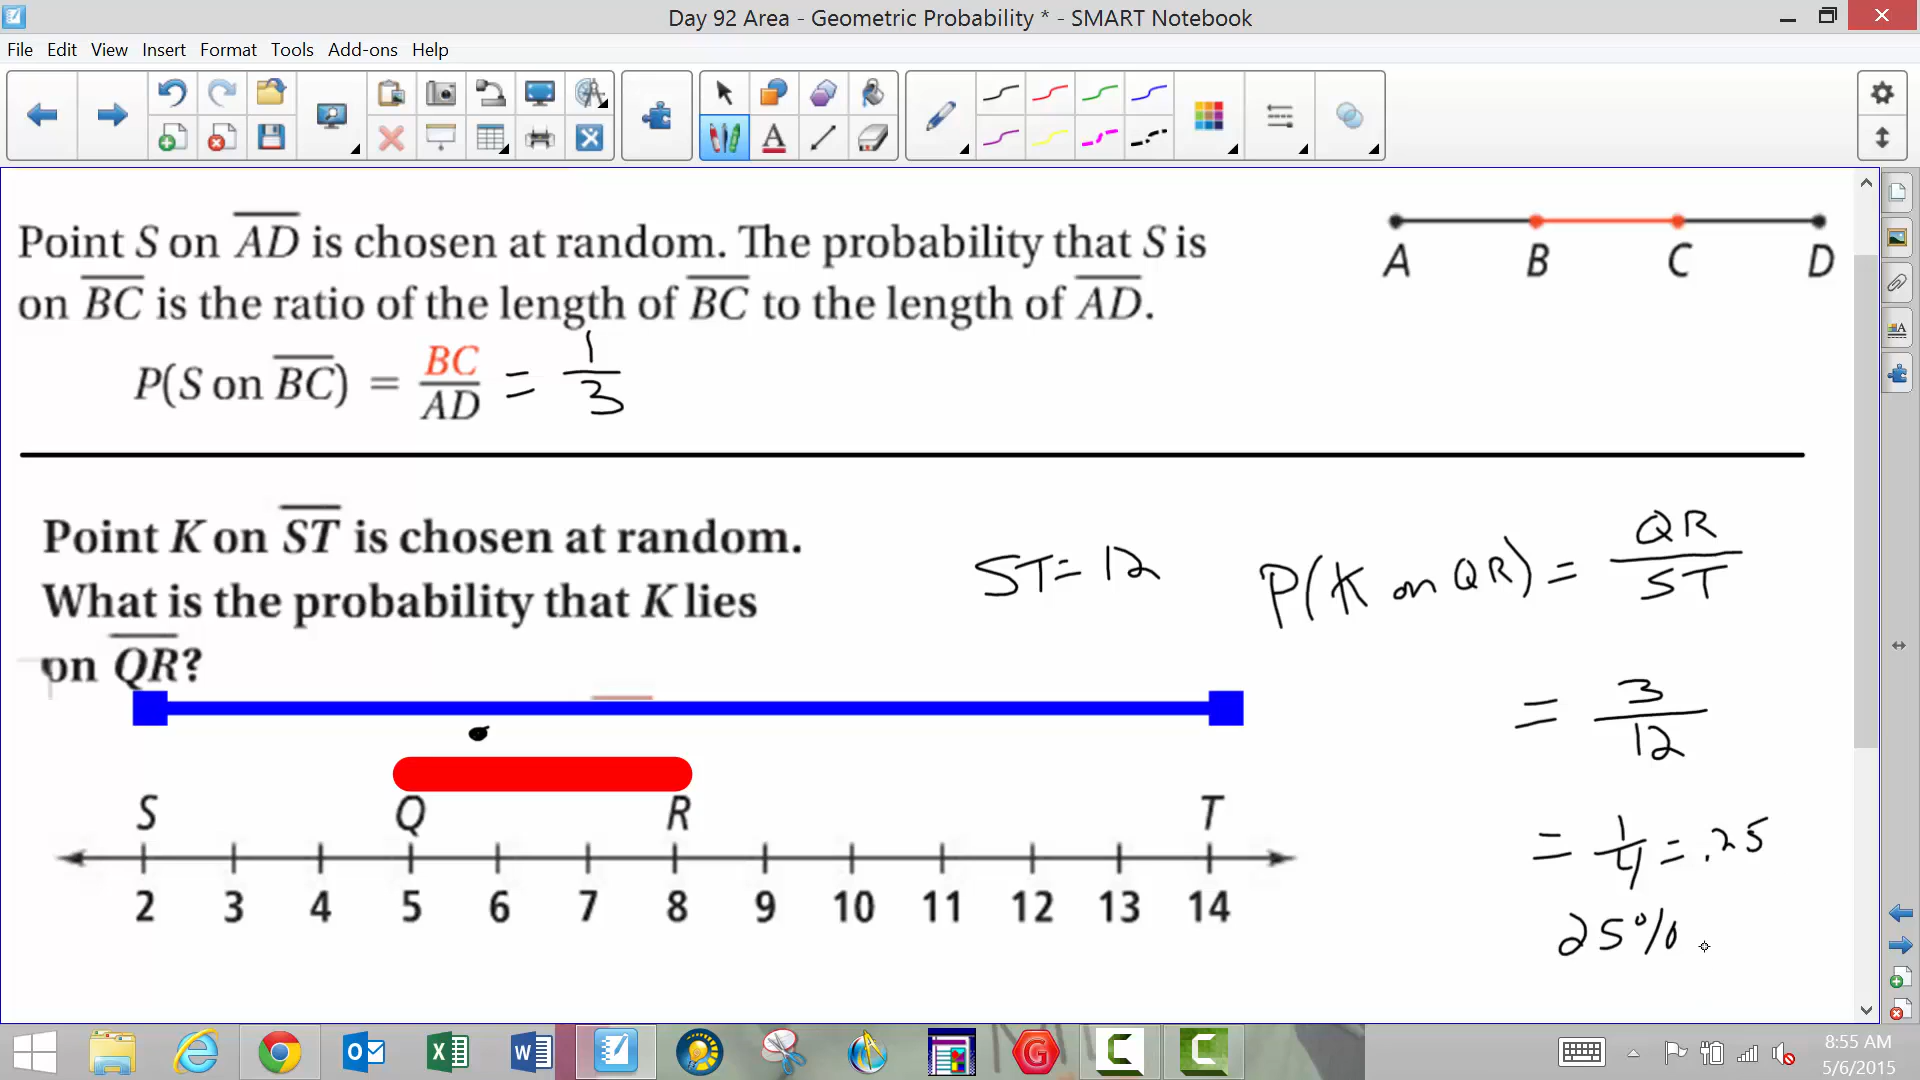 Day 92 Area - Geometric Probability * - SMART Notebook
File Edit View Insert Format Tools Add-ons Help
Point S on AD is chosen at random. The probability that S is
on BC is the ratio of the length of BC to the length of AD.
A B C D
P(S on BC) = BC/AD = 1/3
Point K on ST is chosen at random.
What is the probability that K lies
on QR?
ST = 12
P(K on QR) = QR/ST
= 3/12
= 1/4 = .25
25%
S Q R T
2 3 4 5 6 7 8 9 10 11 12 13 14
8:55 AM
5/6/2015